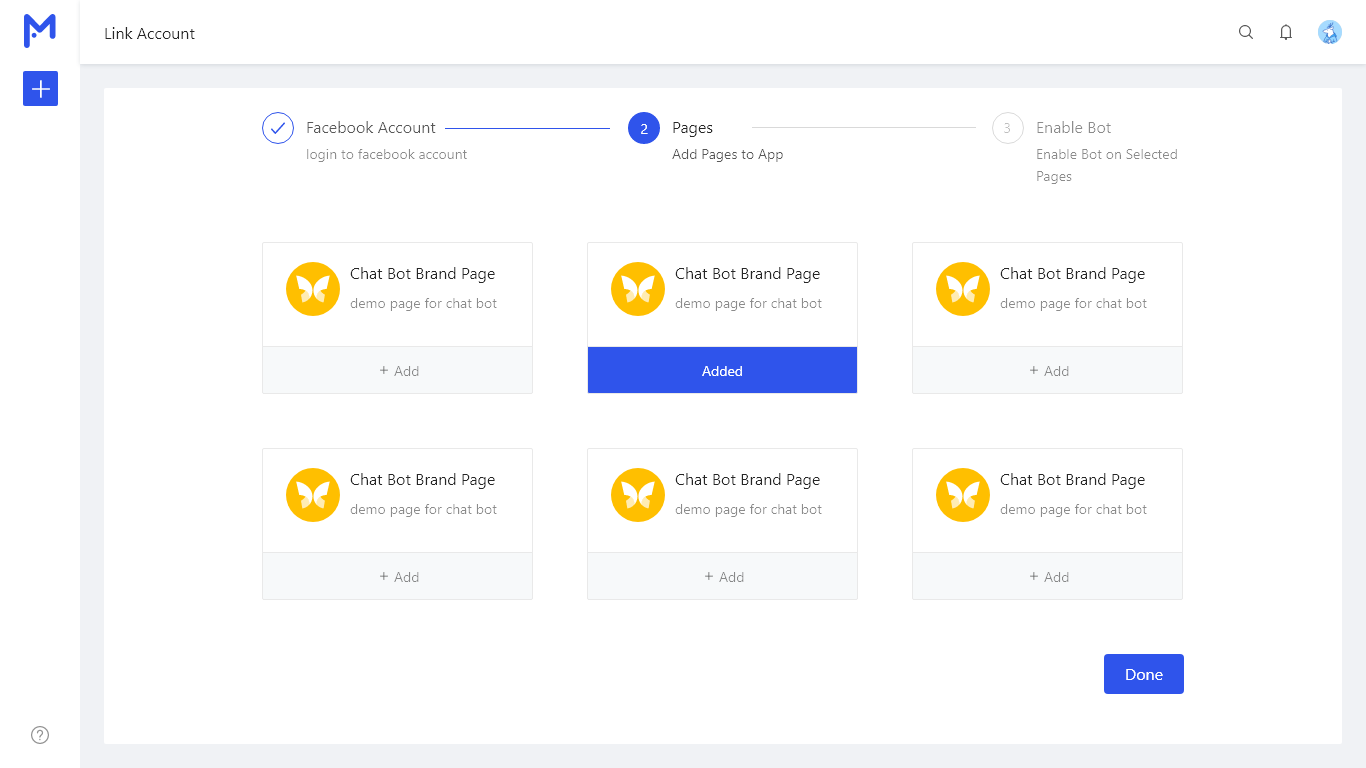 Link Account
Facebook Account
login to facebook account
2
Pages
Add Pages to App
3
Enable Bot
Enable Bot on Selected
Pages
Chat Bot Brand Page
demo page for chat bot
+ Add
Chat Bot Brand Page
demo page for chat bot
Added
Chat Bot Brand Page
demo page for chat bot
+ Add
Chat Bot Brand Page
demo page for chat bot
+ Add
Chat Bot Brand Page
demo page for chat bot
+ Add
Chat Bot Brand Page
demo page for chat bot
+ Add
Done